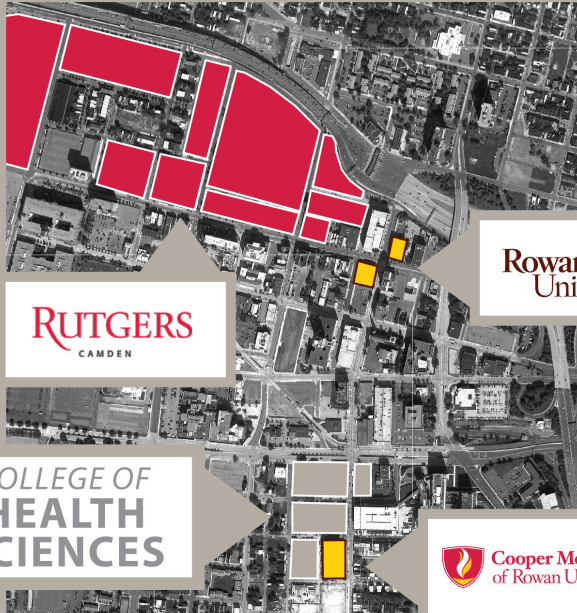 Rowan
Uni
RUTGERS
CAMDEN
OLLEGE OF
HEALTH
CIENCES
Cooper Me
of Rowan U